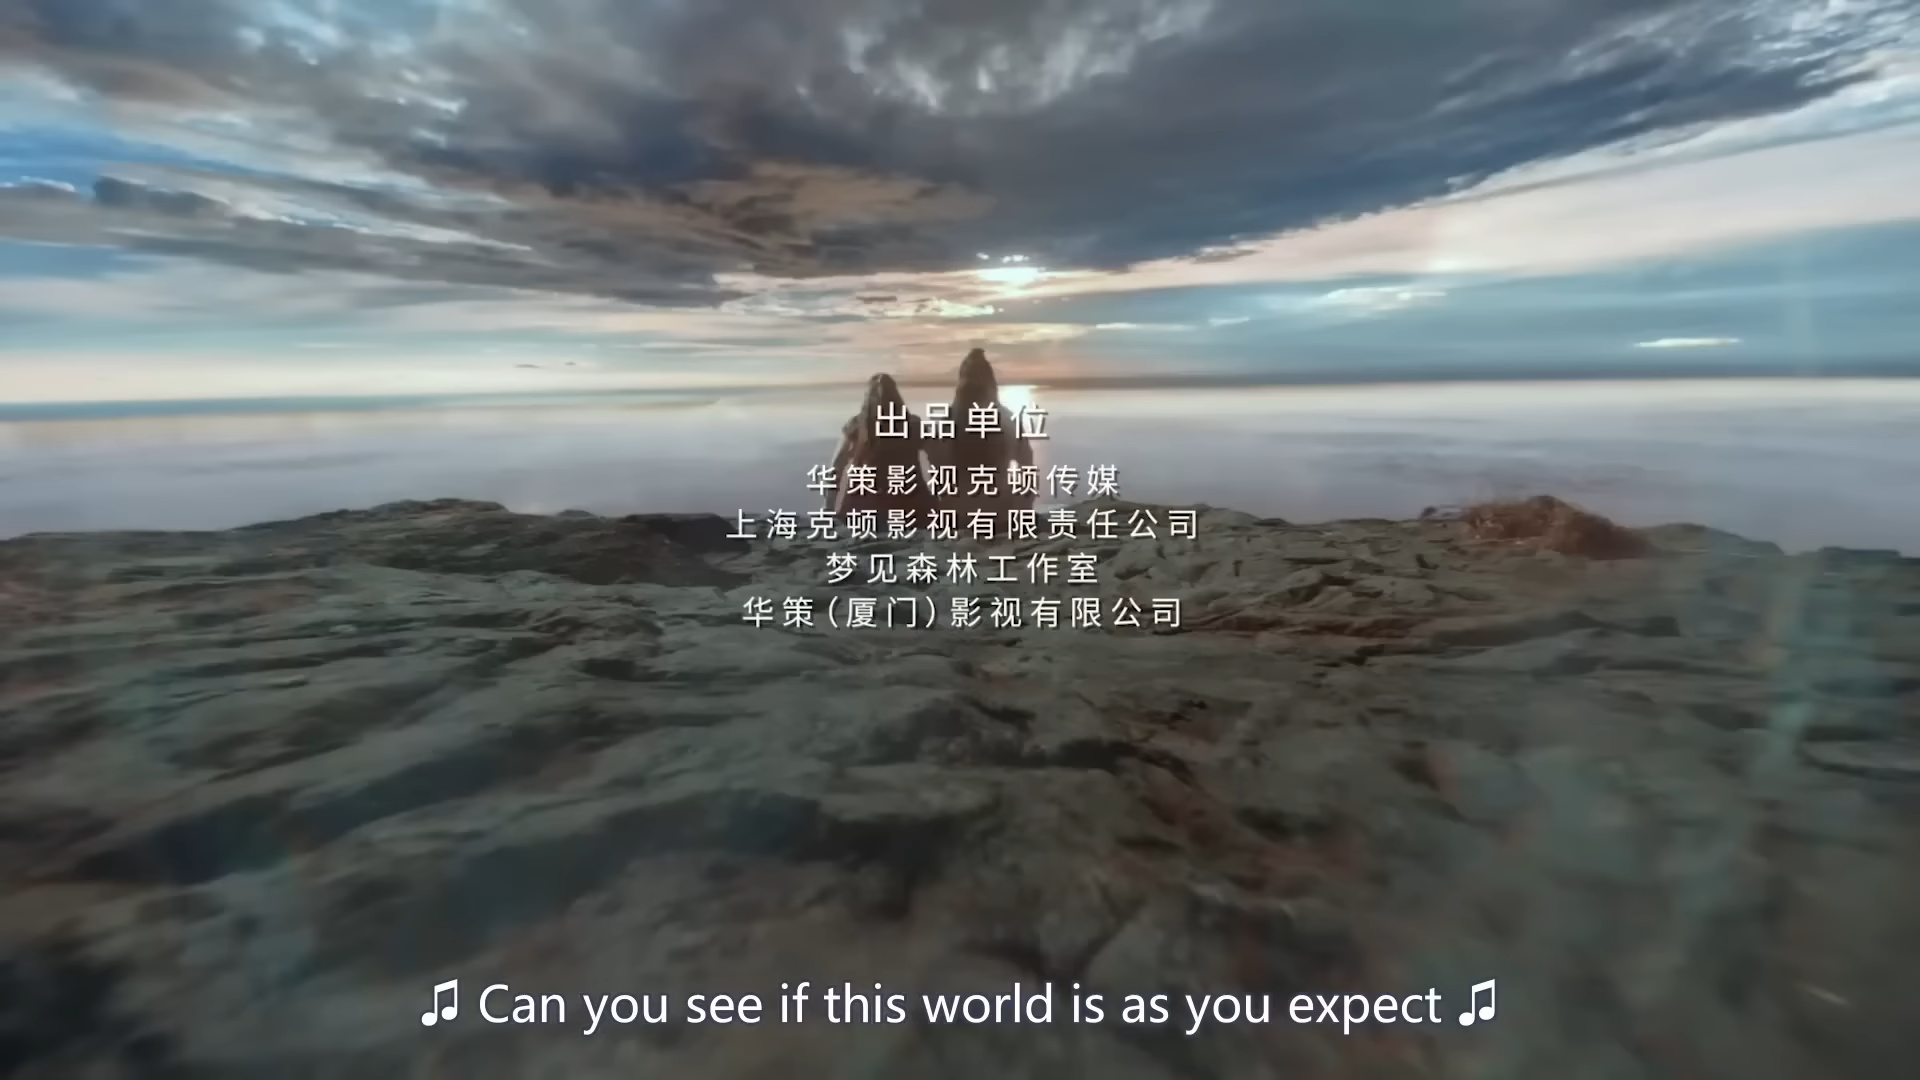 出品单位
华策影视克顿传媒
上海克顿影视有限责任公司
梦见森林工作室
华策(厦门)影视有限公司
♫ Can you see if this world is as you expect ♫